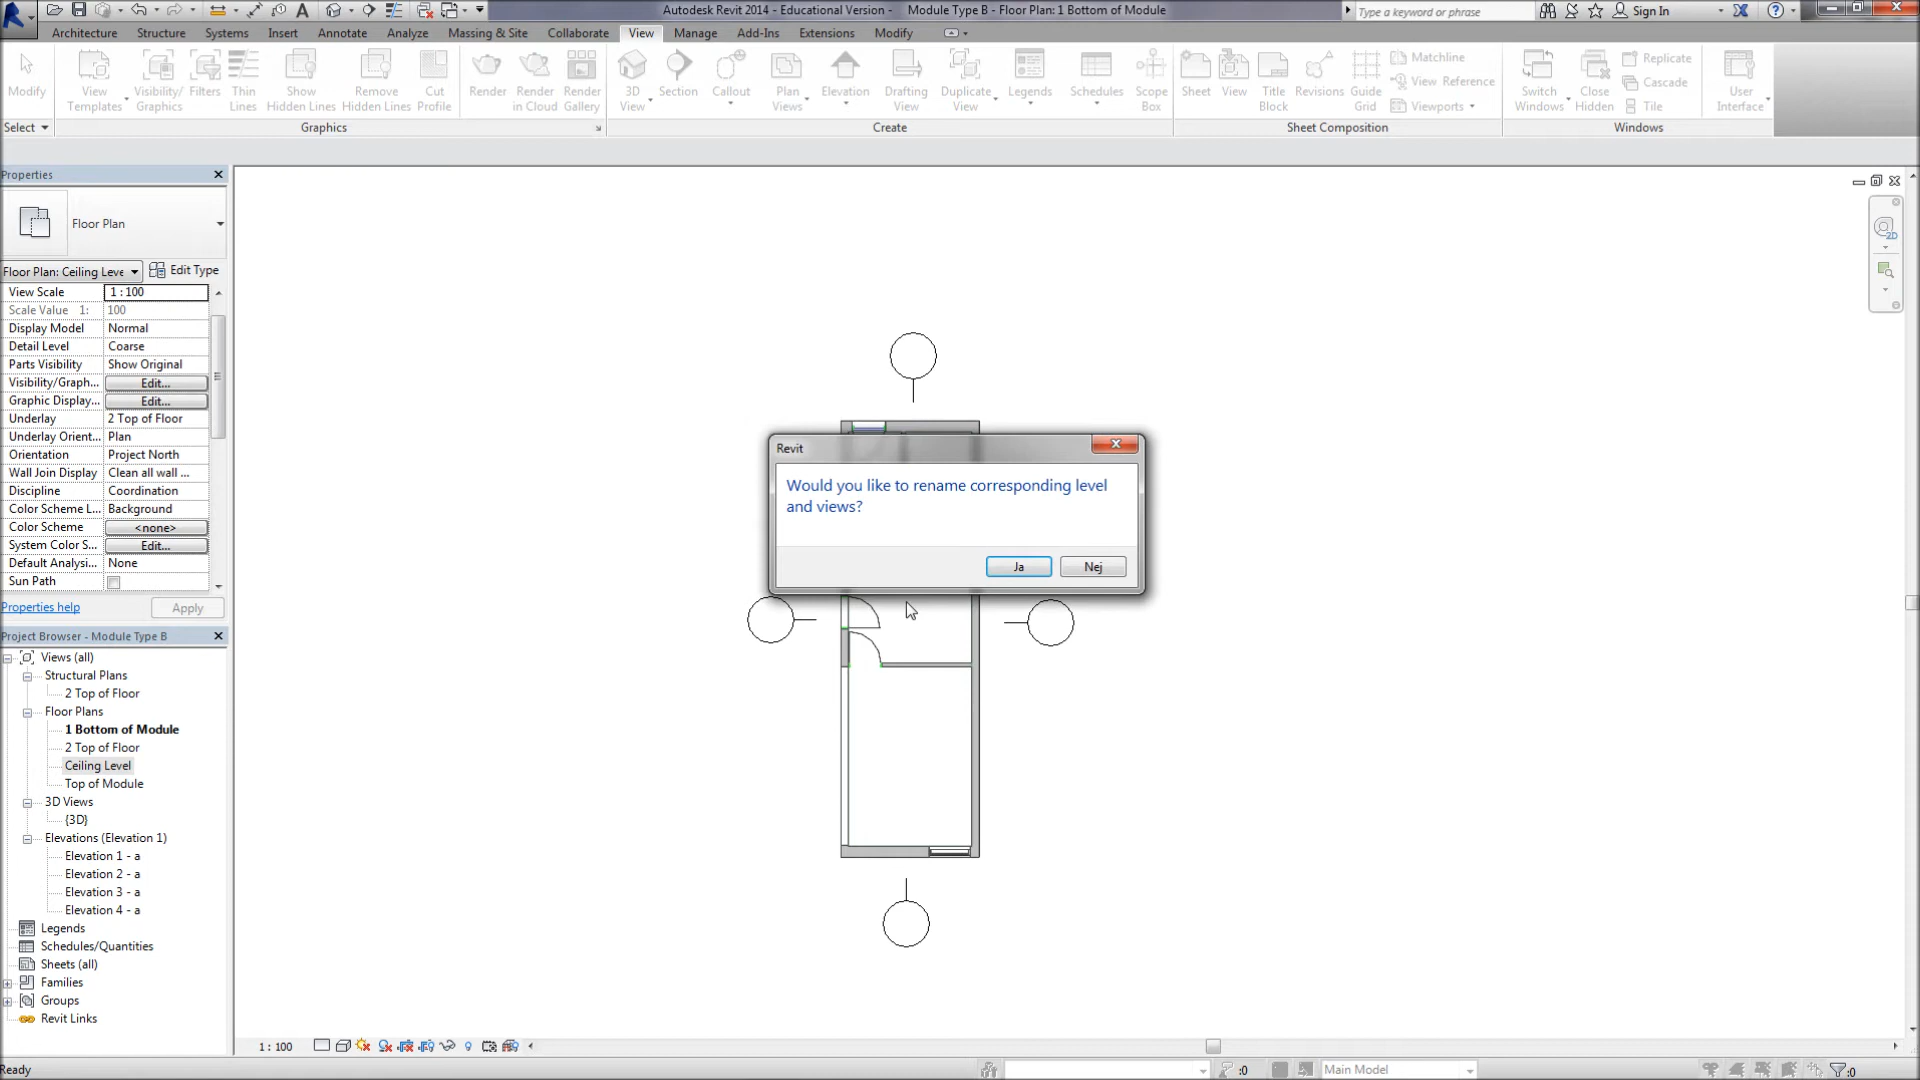 Autodesk Revit 2014 - Educational Version - Module Type B - Floor Plan: 1 Bottom of Module
Type a keyword or phrase
Sign In
Architecture Structure Systems Insert Annotate Analyze Massing & Site Collaborate View Manage Add-Ins Extensions Modify
Modify
View Templates
Visibility/ Graphics
Filters
Thin Lines
Show Hidden Lines
Remove Hidden Lines
Cut Profile
Render
Render in Cloud
Render Gallery
3D View
Section
Callout
Plan Views
Elevation
Drafting View
Duplicate View
Legends
Schedules
Scope Box
Sheet
View
Title Block
Revisions
Guide Grid
Matchline
View Reference
Viewports
Switch Windows
Close Hidden
Replicate
Cascade
Tile
User Interface
Select
Graphics
Create
Sheet Composition
Windows
Properties
Floor Plan
Floor Plan: Ceiling Leve
Edit Type
View Scale 1 : 100
Scale Value 1: 100
Display Model Normal
Detail Level Coarse
Parts Visibility Show Original
Visibility/Graph... Edit...
Graphic Display... Edit...
Underlay 2 Top of Floor
Underlay Orient... Plan
Orientation Project North
Wall Join Display Clean all wall ...
Discipline Coordination
Color Scheme L... Background
Color Scheme <none>
System Color S... Edit...
Default Analysi... None
Sun Path
Properties help
Apply
Project Browser - Module Type B
Views (all)
Structural Plans
2 Top of Floor
Floor Plans
1 Bottom of Module
2 Top of Floor
Ceiling Level
Top of Module
3D Views
{3D}
Elevations (Elevation 1)
Elevation 1 - a
Elevation 2 - a
Elevation 3 - a
Elevation 4 - a
Legends
Schedules/Quantities
Sheets (all)
Families
Groups
Revit Links
2D
Revit
Would you like to rename corresponding level
and views?
Ja
Nej
1 : 100
Ready
:0
Main Model
:0